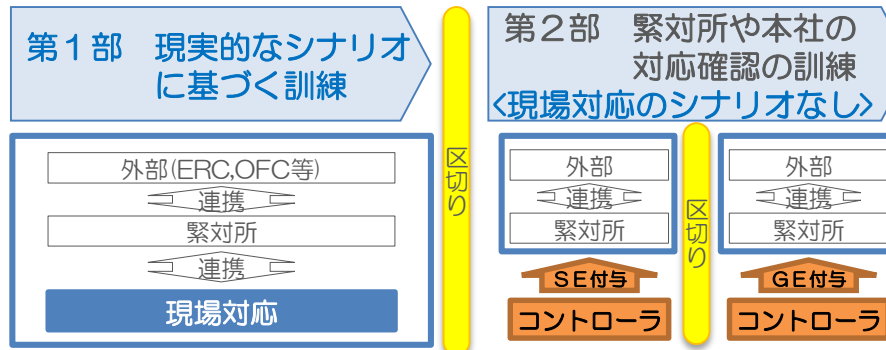 第1部 現実的なシナリオ
に基づく訓練
外部(ERC,OFC等)
連携
緊対所
連携
現場対応
区切り
第2部 緊対所や本社の
対応確認の訓練
<現場対応のシナリオなし>
外部
連携
緊対所
SE付与
コントローラ
区切り
外部
連携
緊対所
GE付与
コントローラ